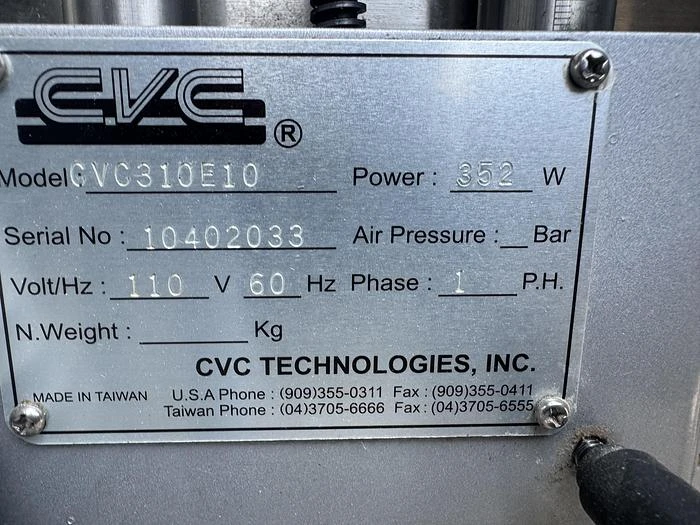 C.V.C. ®
Model: CVC310E10 Power : 352 W
Serial No : 10402033 Air Pressure : Bar
Volt/Hz : 110 V 60 Hz Phase : 1 P.H.
N.Weight : Kg
CVC TECHNOLOGIES, INC.
MADE IN TAIWAN U.S.A Phone : (909)355-0311 Fax : (909)355-0411
Taiwan Phone : (04)3705-6666 Fax : (04)3705-6555